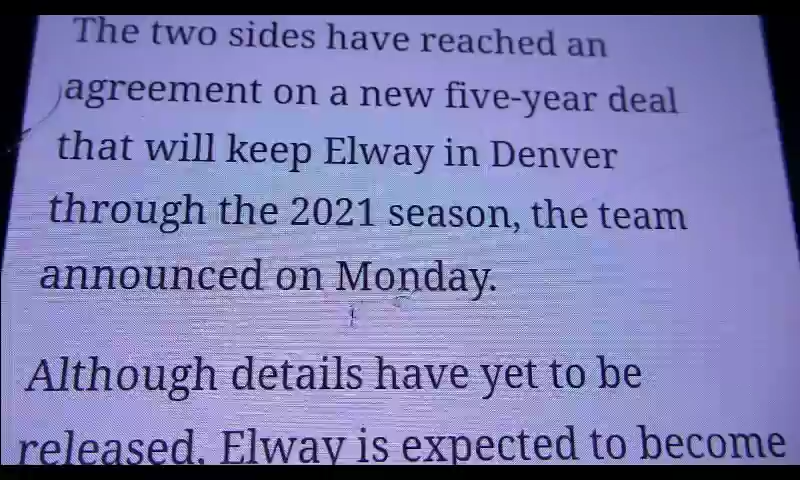 The two sides have reached an
agreement on a new five-year deal
that will keep Elway in Denver
through the 2021 season, the team
announced on Monday.
Although details have yet to be
released. Elway is expected to become